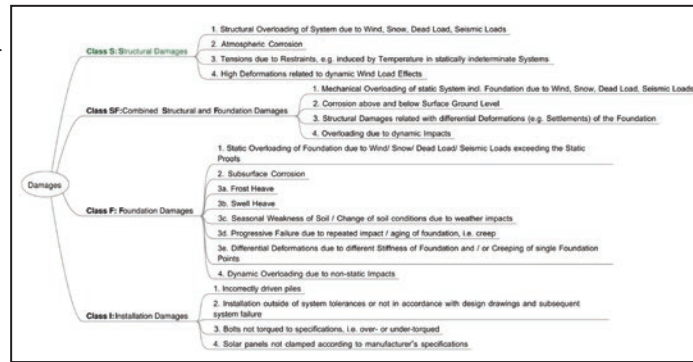 Damages
Class S: Structural Damages
1. Structural Overloading of System due to Wind, Snow, Dead Load, Seismic Loads
2. Atmospheric Corrosion
3. Tensions due to Restraints, e.g. induced by Temperature in statically indeterminate Systems
4. High Deformations related to dynamic Wind Load Effects
Class SF:Combined Structural and Foundation Damages
1. Mechanical Overloading of static System incl. Foundation due to Wind, Snow, Dead Load, Seismic Loads
2. Corrosion above and below Surface Ground Level
3. Structural Damages related with differential Deformations (e.g. Settlements) of the Foundation
4. Overloading due to dynamic Impacts
Class F: Foundation Damages
1. Static Overloading of Foundation due to Wind/ Snow/ Dead Load/ Seismic Loads exceeding the Static
Proofs
2. Subsurface Corrosion
3a. Frost Heave
3b. Swell Heave
3c. Seasonal Weakness of Soil / Change of soil conditions due to weather impacts
3d. Progressive Failure due to repeated impact / aging of foundation, i.e. creep
3e. Differential Deformations due to different Stiffness of Foundation and / or Creeping of single Foundation
Points
4. Dynamic Overloading due to non-static Impacts
Class I:Installation Damages
1. Incorrectly driven piles
2. Installation outside of system tolerances or not in accordance with design drawings and subsequent
system failure
3. Bolts not torqued to specifications, i.e. over- or under-torqued
4. Solar panels not clamped according to manufacturer's specifications